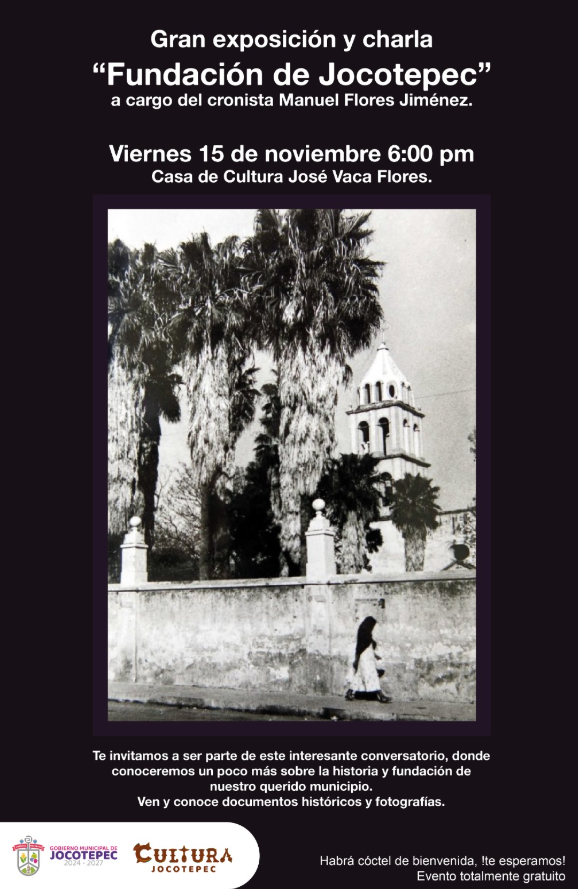 Gran exposición y charla
“Fundación de Jocotepec”
a cargo del cronista Manuel Flores Jiménez.
Viernes 15 de noviembre 6:00 pm
Casa de Cultura José Vaca Flores.
Te invitamos a ser parte de este interesante conversatorio, donde
conoceremos un poco más sobre la historia y fundación de
nuestro querido municipio.
Ven y conoce documentos históricos y fotografías.
GOBIERNO MUNICIPAL DE
JOCOTEPEC
2024 - 2027
CULTURA
JOCOTEPEC
Habrá cóctel de bienvenida, !te esperamos!
Evento totalmente gratuito